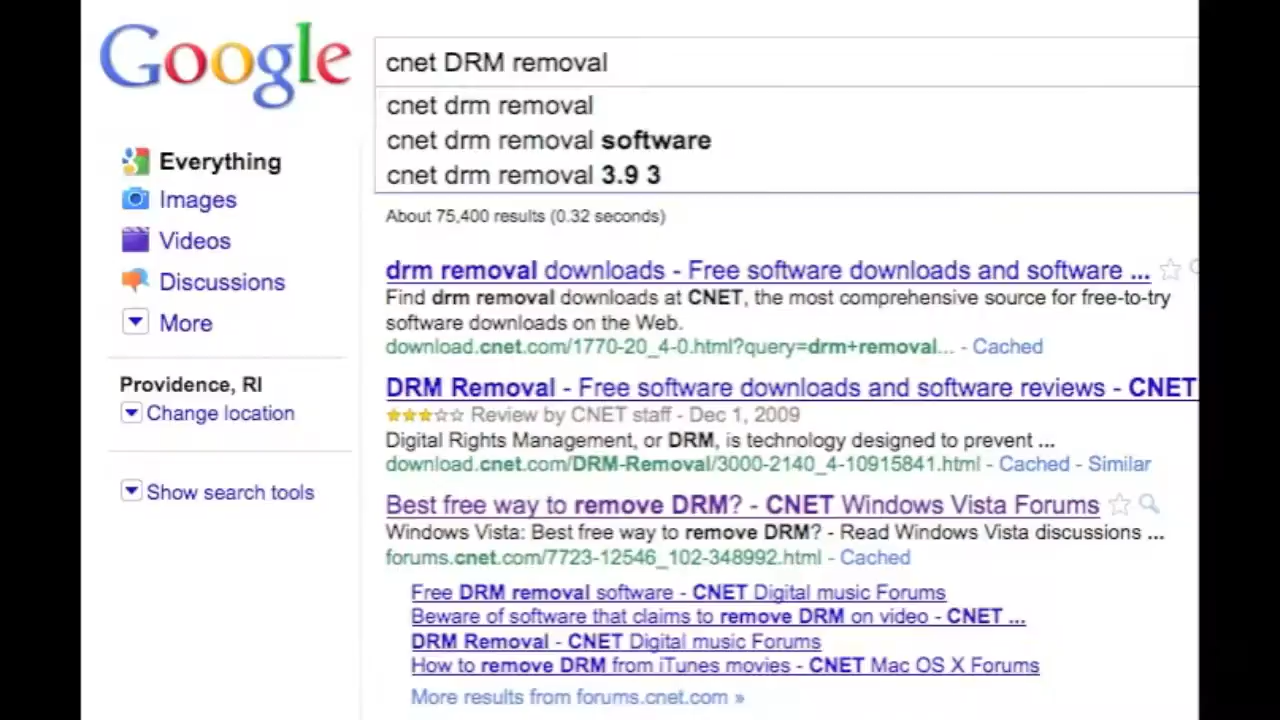 Google
cnet DRM removal
cnet drm removal
cnet drm removal software
cnet drm removal 3.9 3
Everything
Images
Videos
Discussions
More
Providence, RI
Change location
Show search tools
About 75,400 results (0.32 seconds)
drm removal downloads - Free software downloads and software ...
Find drm removal downloads at CNET, the most comprehensive source for free-to-try
software downloads on the Web.
download.cnet.com/1770-20_4-0.html?query=drm+removal... - Cached
DRM Removal - Free software downloads and software reviews - CNET
Review by CNET staff - Dec 1, 2009
Digital Rights Management, or DRM, is technology designed to prevent ...
download.cnet.com/DRM-Removal/3000-2140_4-10915841.html - Cached - Similar
Best free way to remove DRM? - CNET Windows Vista Forums
Windows Vista: Best free way to remove DRM? - Read Windows Vista discussions ...
forums.cnet.com/7723-12546_102-348992.html - Cached
Free DRM removal software - CNET Digital music Forums
Beware of software that claims to remove DRM on video - CNET ...
DRM Removal - CNET Digital music Forums
How to remove DRM from iTunes movies - CNET Mac OS X Forums
More results from forums.cnet.com »